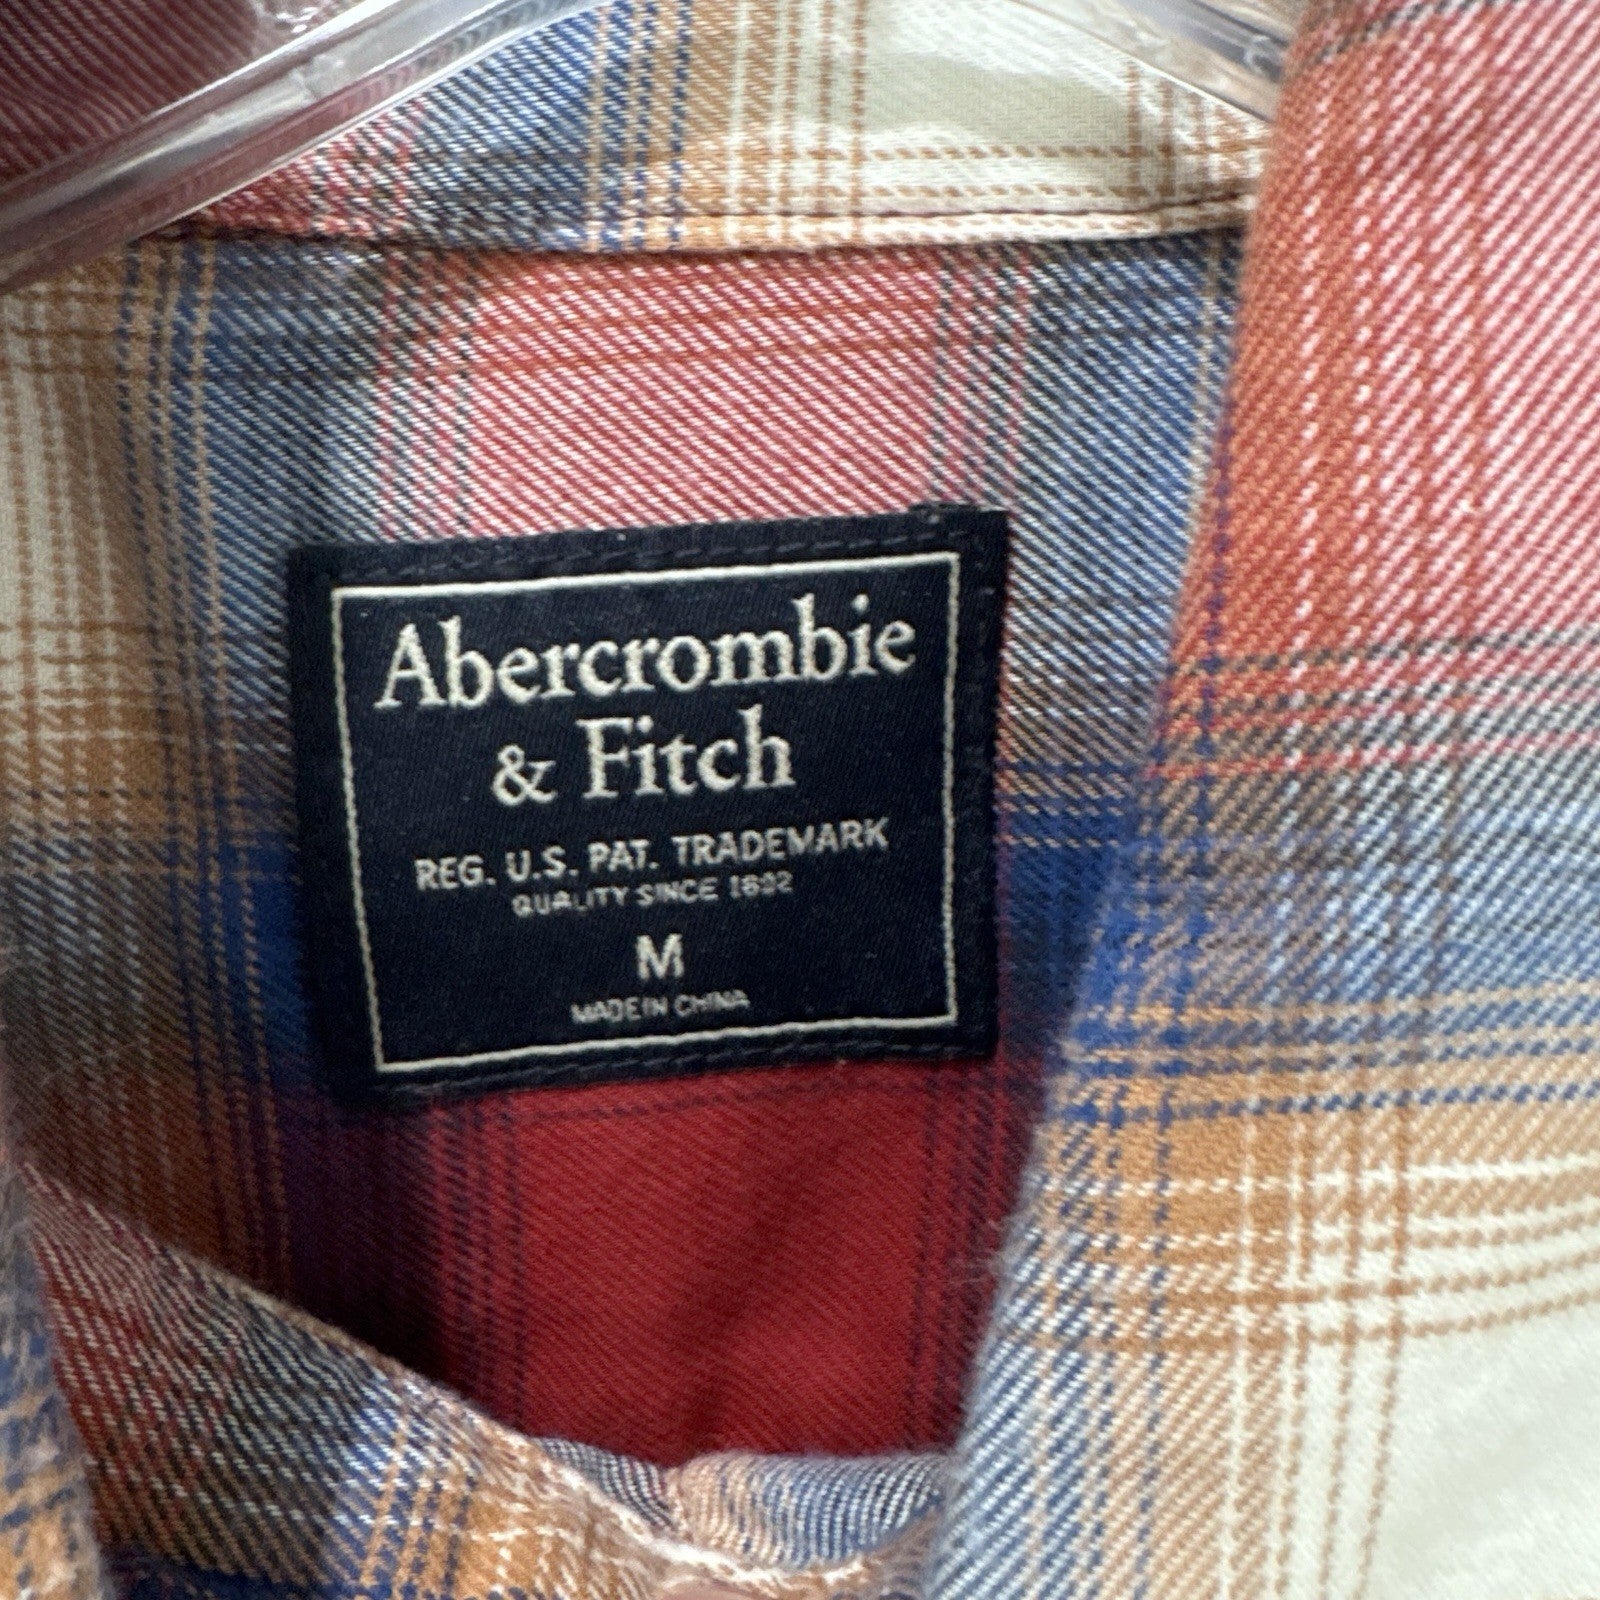 Abercrombie
& Fitch
REG. U.S. PAT. TRADEMARK
QUALITY SINCE 1892
M
MADE IN CHINA